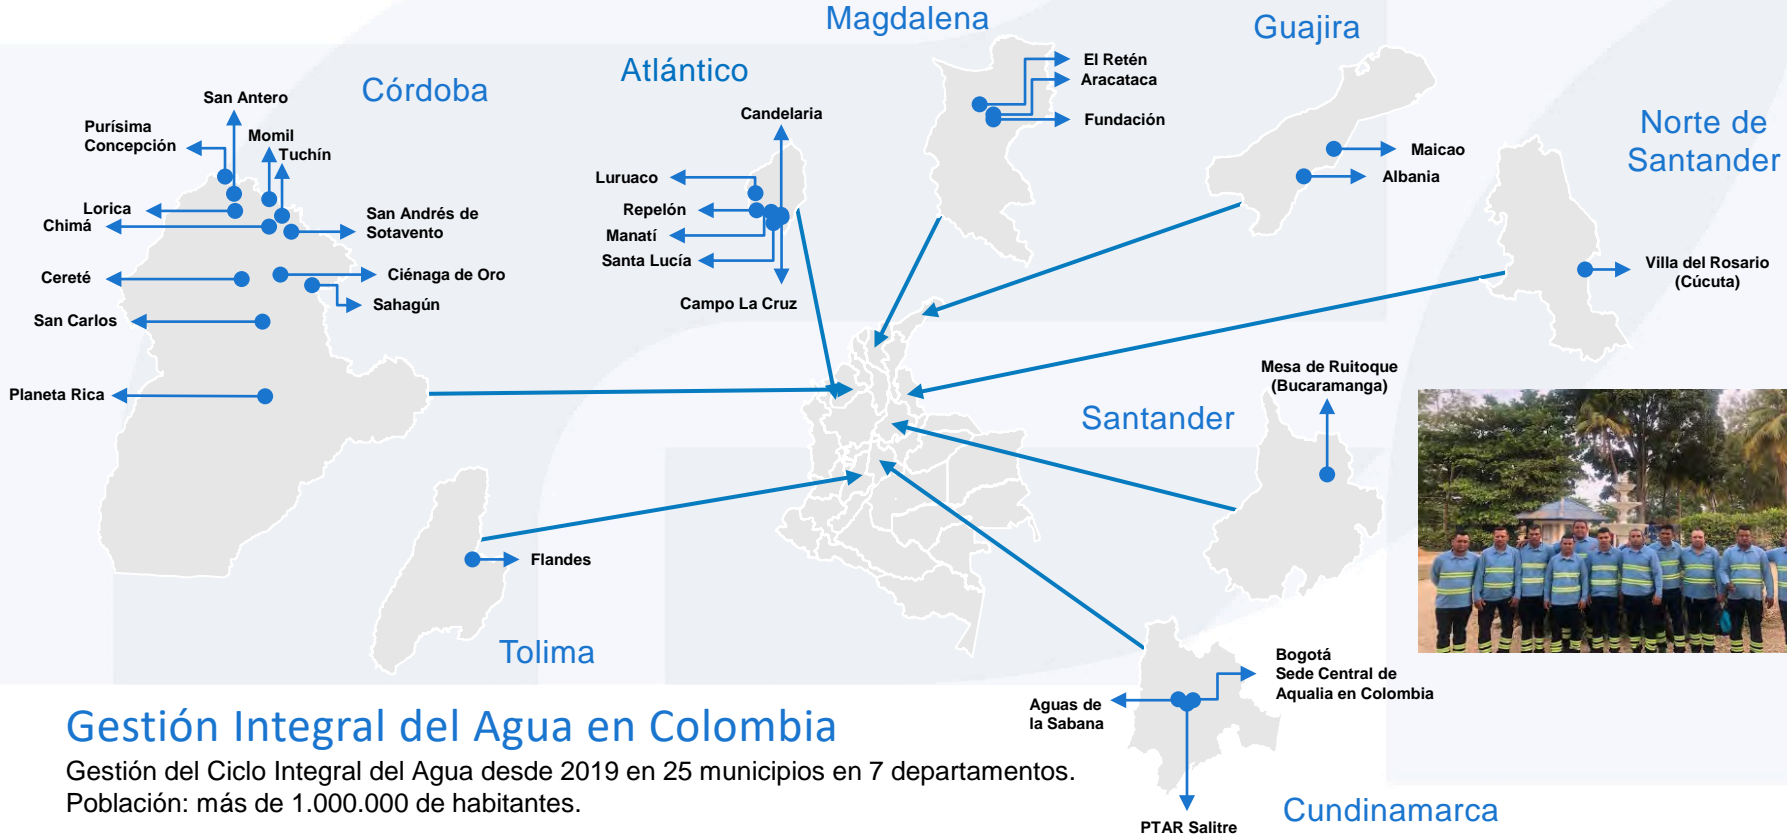 Magdalena
Guajira
Atlántico
Córdoba
El Retén
Aracataca
Fundación
San Antero
Candelaria
Purísima
Concepción
Momil
Tuchín
Norte de
Santander
Maicao
Albania
Luruaco
Repelón
Manatí
Santa Lucía
Campo La Cruz
Lorica
Chimá
San Andrés de
Sotavento
Cereté
Ciénaga de Oro
Sahagún
San Carlos
Planeta Rica
Villa del Rosario
(Cúcuta)
Mesa de Ruitoque
(Bucaramanga)
Santander
Flandes
Tolima
Bogotá
Sede Central de
Aqualia en Colombia
Aguas de
la Sabana
PTAR Salitre
Cundinamarca
Gestión Integral del Agua en Colombia
Gestión del Ciclo Integral del Agua desde 2019 en 25 municipios en 7 departamentos.
Población: más de 1.000.000 de habitantes.